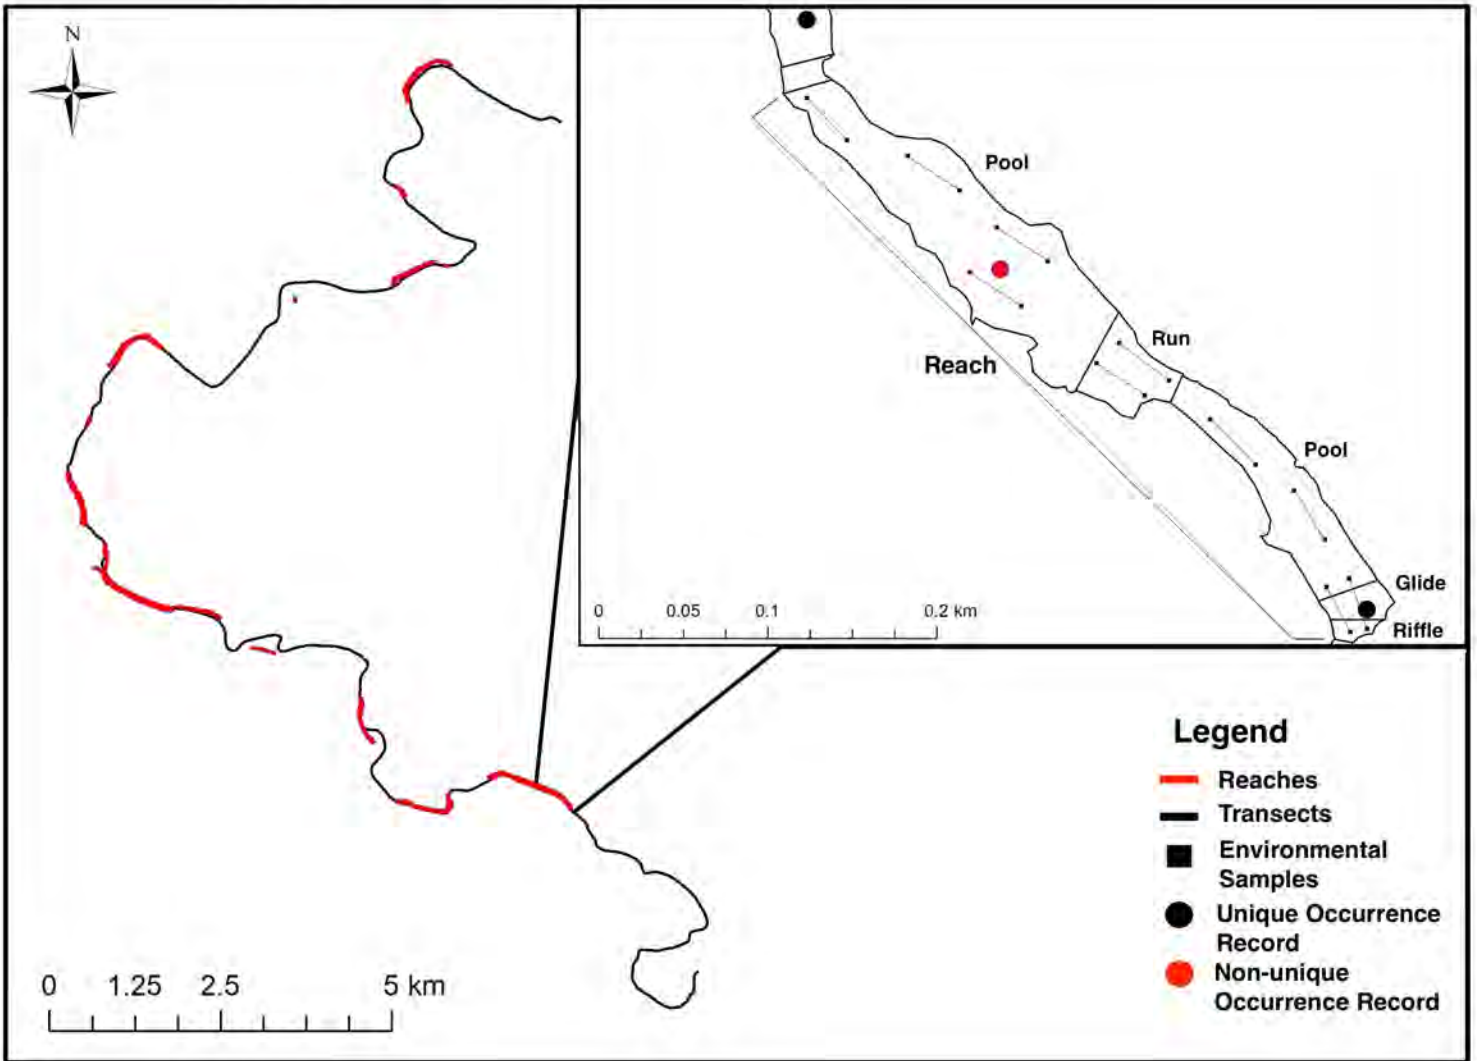 N
Pool
Run
Reach
Pool
Glide
Riffle
0 0.05 0.1 0.2 km
Legend
Reaches
Transects
Environmental
Samples
Unique Occurrence
Record
Non-unique
Occurrence Record
0 1.25 2.5 5 km